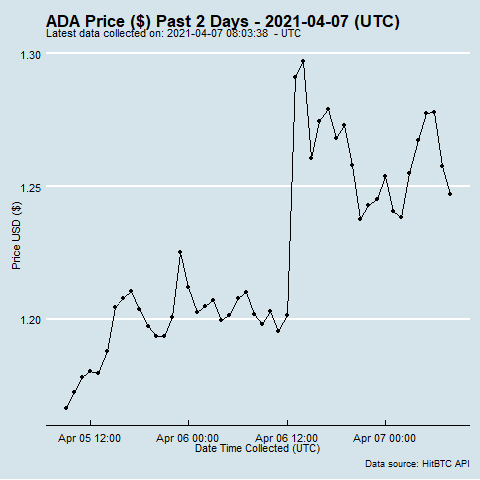 ADA Price ($) Past 2 Days - 2021-04-07 (UTC)
Latest data collected on: 2021-04-07 08:03:38 - UTC
1.30
1.25
1.20
Price USD ($)
Apr 05 12:00 Apr 06 00:00 Apr 06 12:00 Apr 07 00:00
Date Time Collected (UTC)
Data source: HitBTC API